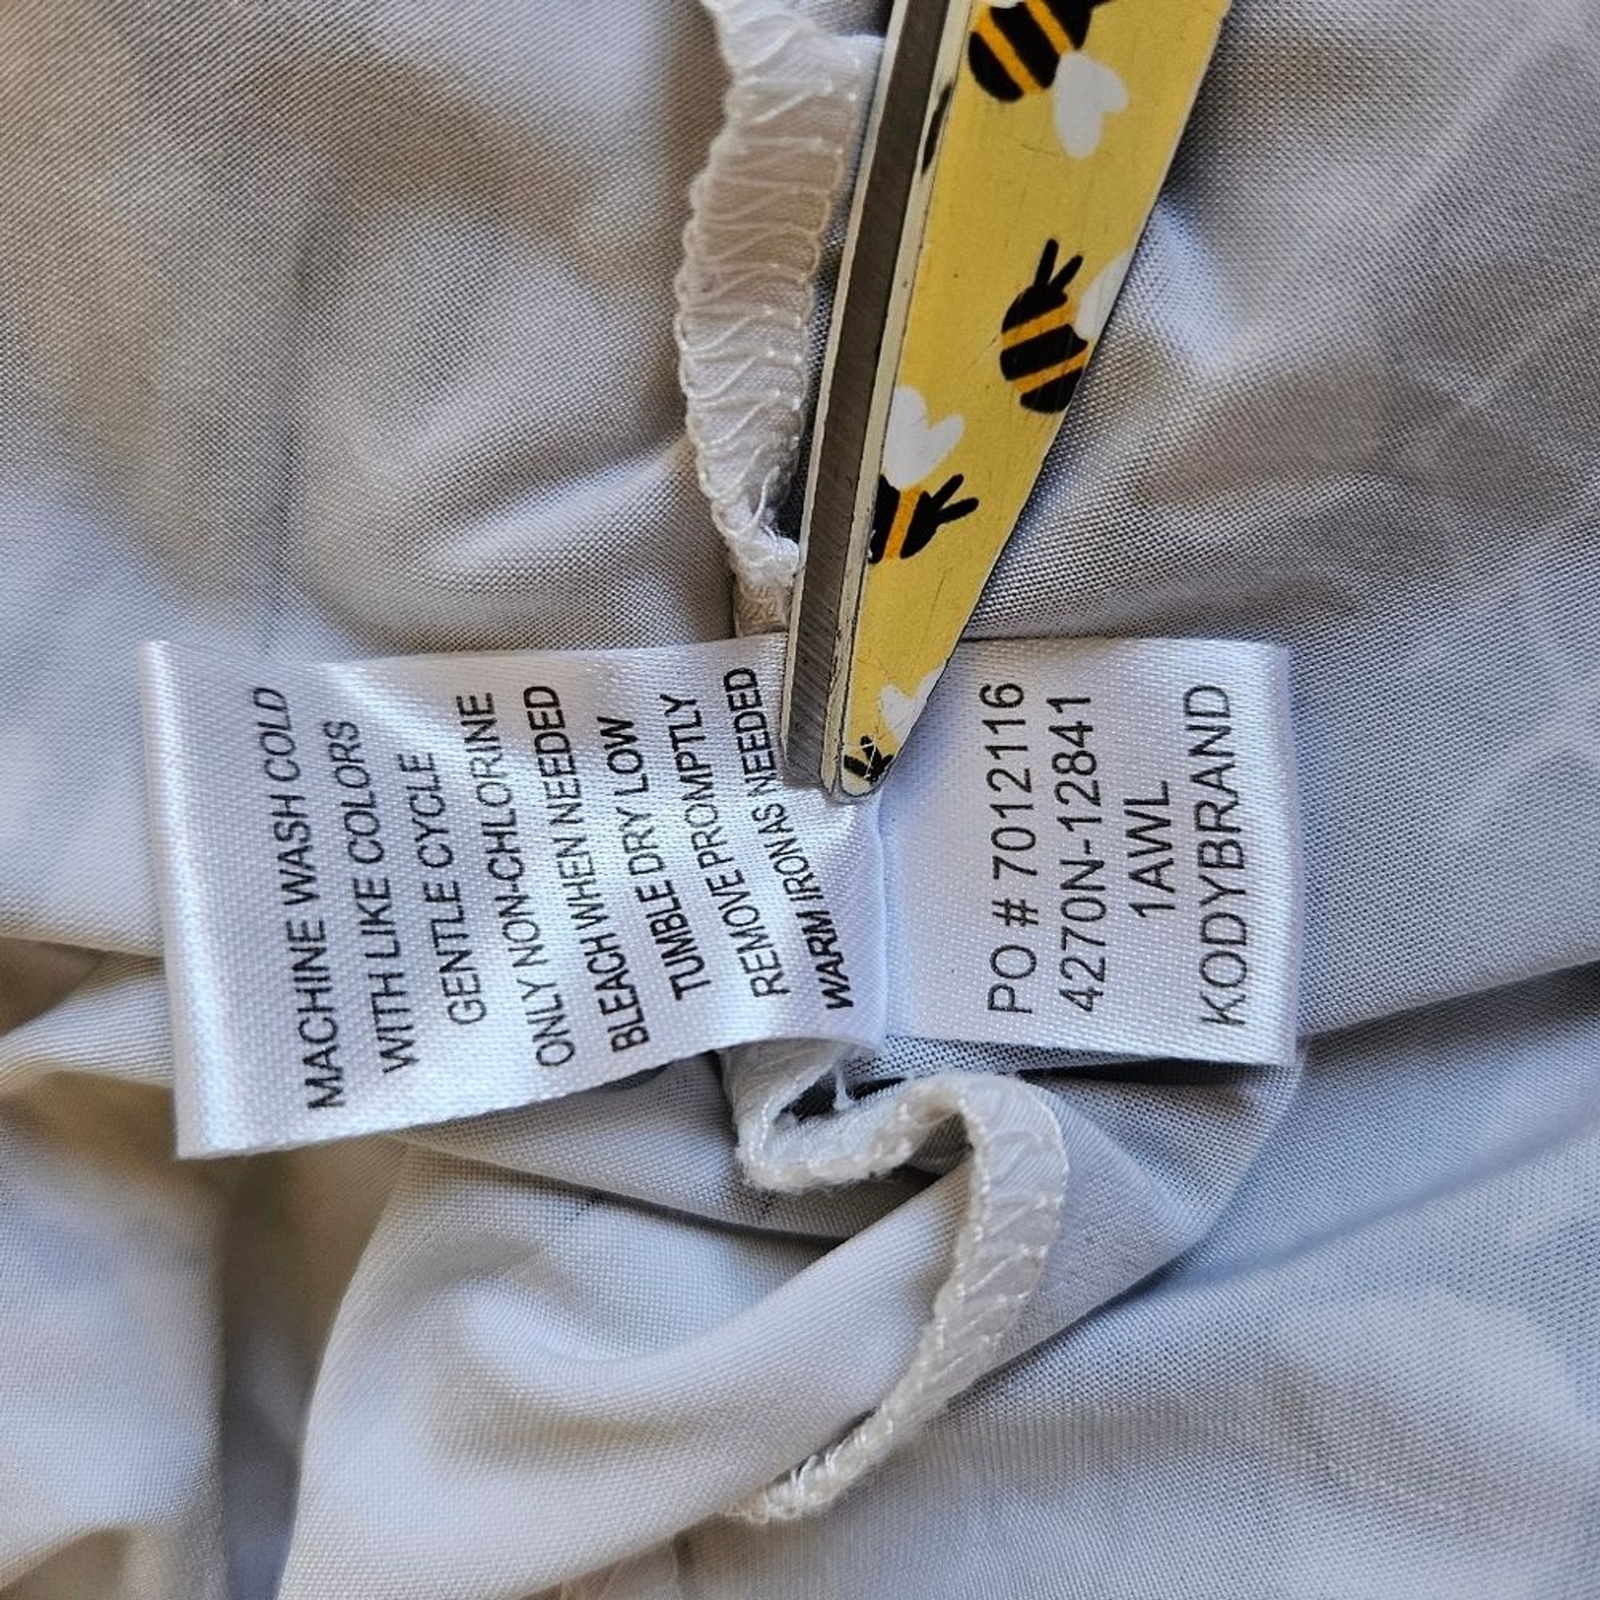 MACHINE WASH COLD
WITH LIKE COLORS
GENTLE CYCLE
ONLY NON-CHLORINE
BLEACH WHEN NEEDED
TUMBLE DRY LOW
REMOVE PROMPTLY
WARM IRON AS NEEDED
PO # 7012116
4270N-12841
1AWL
KODYBRAND